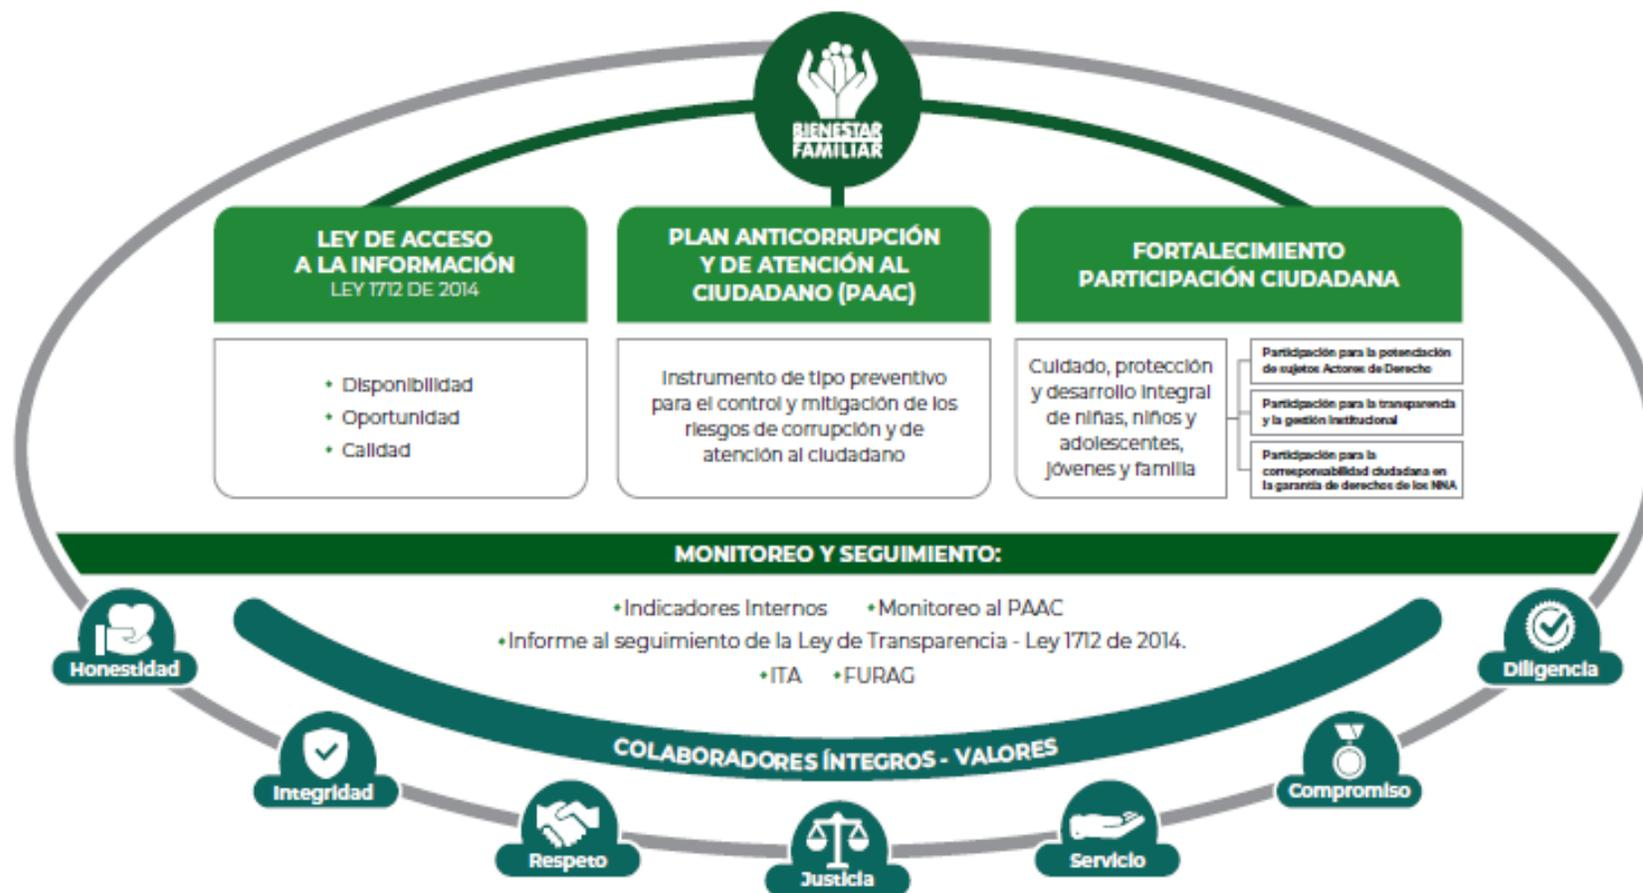 BIENESTAR
FAMILIAR
LEY DE ACCESO
A LA INFORMACIÓN
LEY 1712 DE 2014
• Disponibilidad
• Oportunidad
• Calidad
PLAN ANTICORRUPCIÓN
Y DE ATENCIÓN AL
CIUDADANO (PAAC)
Instrumento de tipo preventivo
para el control y mitigación de los
riesgos de corrupción y de
atención al ciudadano
FORTALECIMIENTO
PARTICIPACIÓN CIUDADANA
Cuidado, protección
y desarrollo integral
de niñas, niños y
adolescentes,
jóvenes y familia
Participación para la potenciación
de sujetos Actores de Derecho
Participación para la transparencia
y la gestión institucional
Participación para la
corresponsabilidad ciudadana en
la garantía de derechos de los NNA
MONITOREO Y SEGUIMIENTO:
• Indicadores Internos • Monitoreo al PAAC
• Informe al seguimiento de la Ley de Transparencia - Ley 1712 de 2014.
• ITA • FURAG
COLABORADORES ÍNTEGROS - VALORES
Honestidad
Integridad
Respeto
Justicia
Servicio
Compromiso
Diligencia